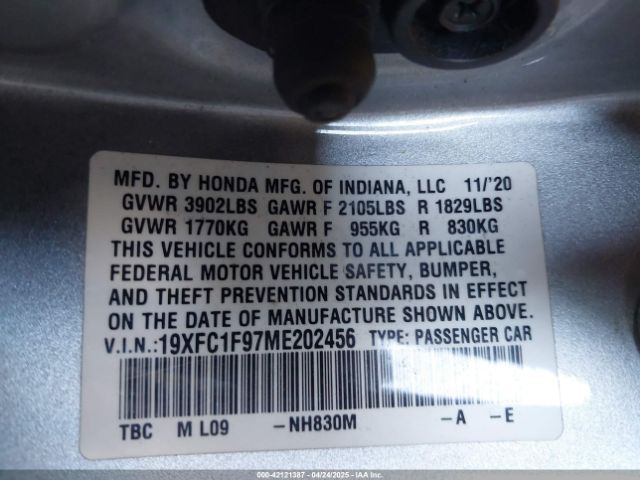 MFD. BY HONDA MFG. OF INDIANA, LLC 11/'20
GVWR 3902LBS GAWR F 2105LBS R 1829LBS
GVWR 1770KG GAWR F 955KG R 830KG
THIS VEHICLE CONFORMS TO ALL APPLICABLE
FEDERAL MOTOR VEHICLE SAFETY, BUMPER,
AND THEFT PREVENTION STANDARDS IN EFFECT
ON THE DATE OF MANUFACTURE SHOWN ABOVE.
V.I.N.:19XFC1F97ME202456 TYPE: PASSENGER CAR
TBC M L09 -NH830M -A -E
000-42121387 - 04/24/2025 - © IAA Holdings, LLC